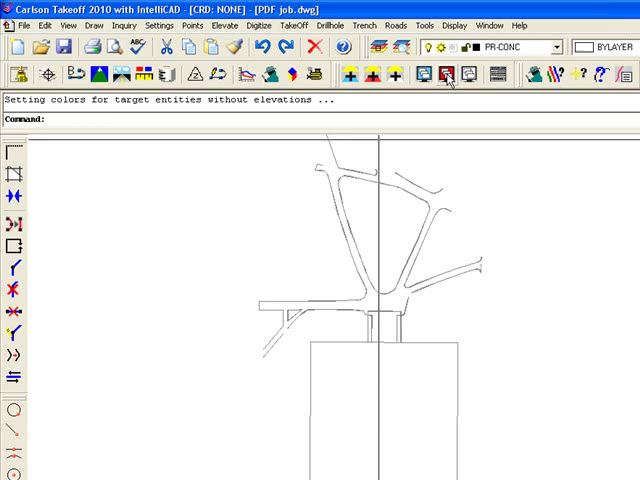 Carlson Takeoff 2010 with IntelliCAD - [CRD: NONE] - [PDF job.dwg]
File Edit View Draw Inquiry Settings Points Elevate Digitize TakeOff Drillhole DTM Trench Roads Tools Display Window Help
ABC
PR-CONC
BYLAYER
Setting colors for target entities without elevations ...
Command: